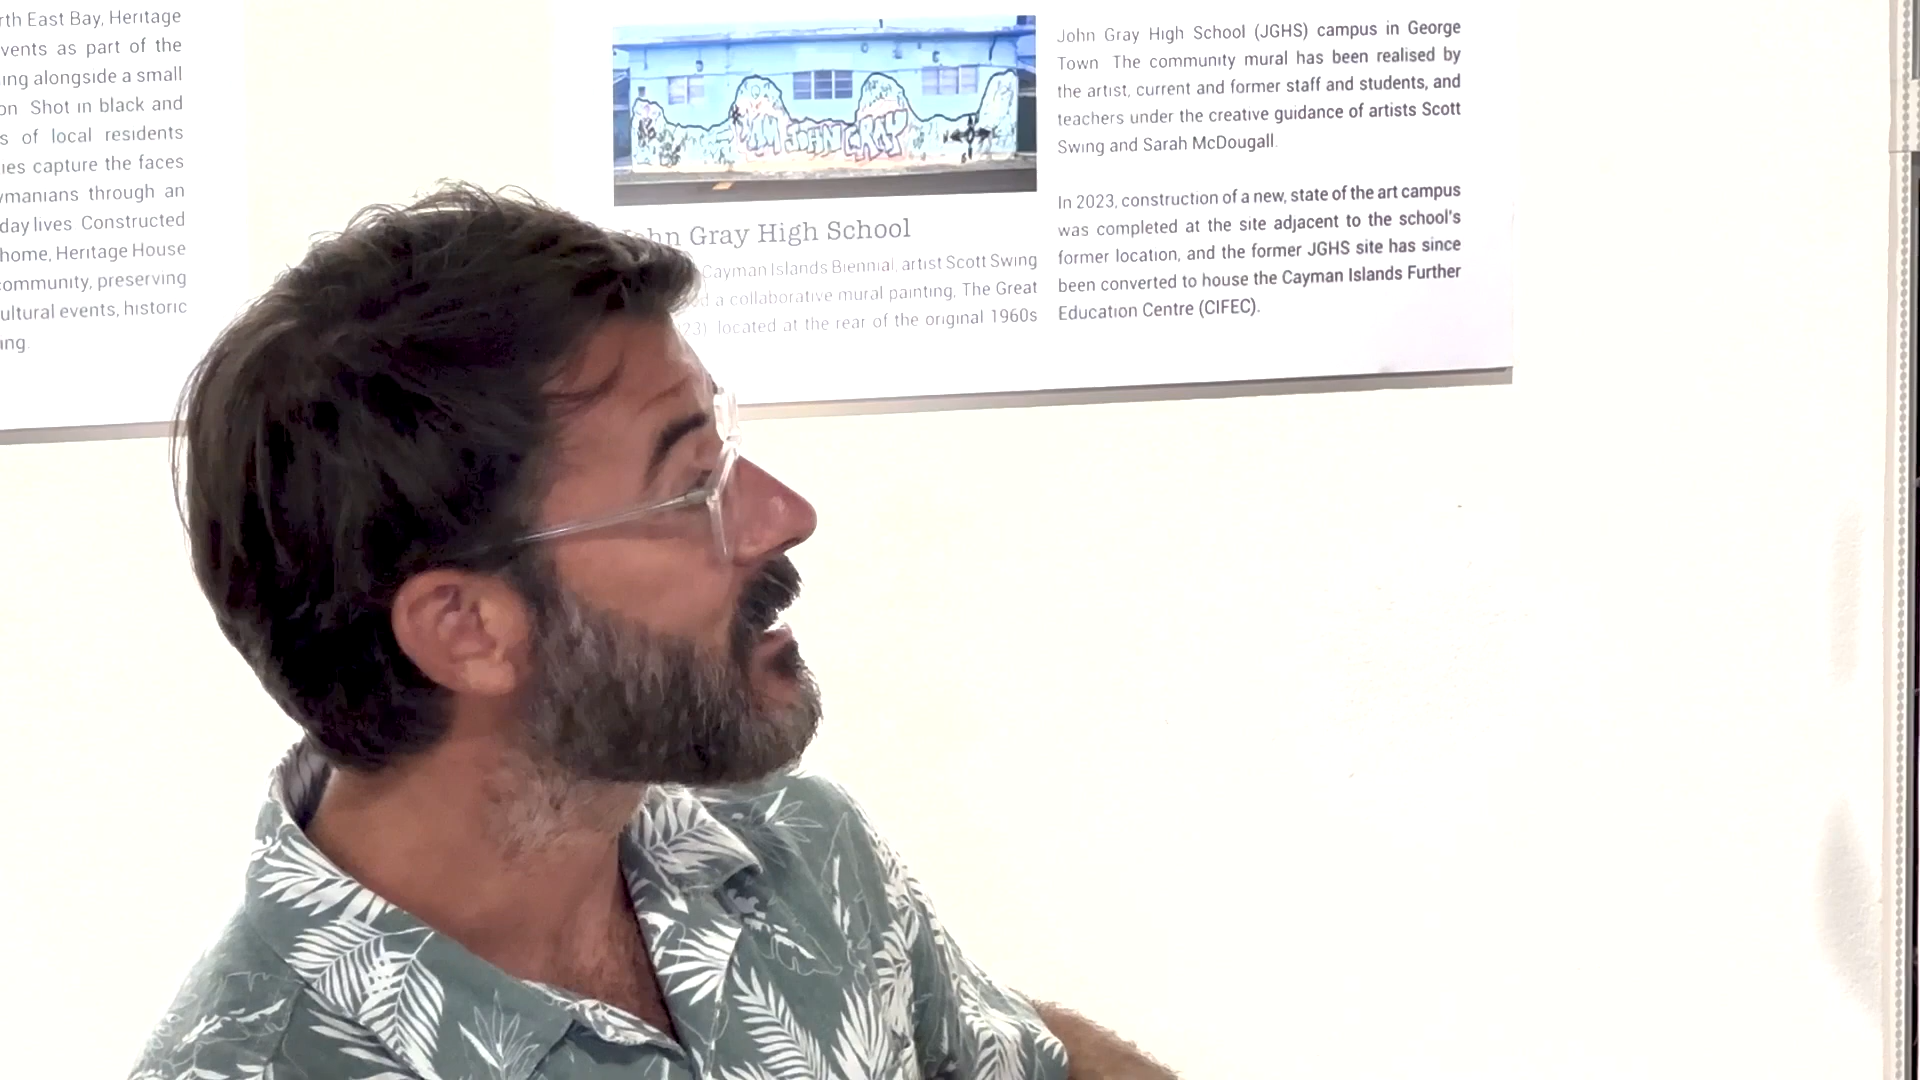 rth East Bay, Heritage
vents as part of the
ing alongside a small
on Shot in black and
s of local residents
ies capture the faces
ymanians through an
day lives Constructed
home, Heritage House
ommunity, preserving
ultural events, historic
ing.
JOHN GRAY
John Gray High School
Cayman Islands Biennial, artist Scott Swing
d a collaborative mural painting, The Great
23) located at the rear of the original 1960s
John Gray High School (JGHS) campus in George
Town The community mural has been realised by
the artist, current and former staff and students, and
teachers under the creative guidance of artists Scott
Swing and Sarah McDougall.
In 2023, construction of a new, state of the art campus
was completed at the site adjacent to the school's
former location, and the former JGHS site has since
been converted to house the Cayman Islands Further
Education Centre (CIFEC).